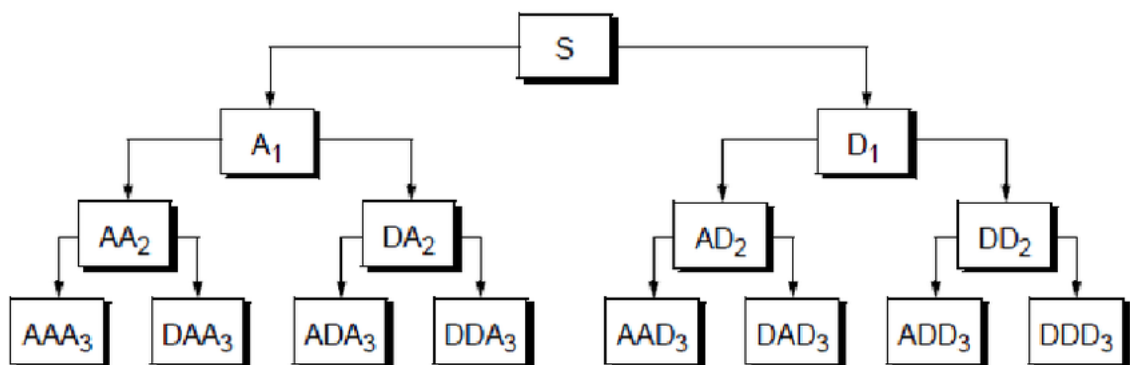 S
A₁ D₁
AA₂ DA₂ AD₂ DD₂
AAA₃ DAA₃ ADA₃ DDA₃ AAD₃ DAD₃ ADD₃ DDD₃